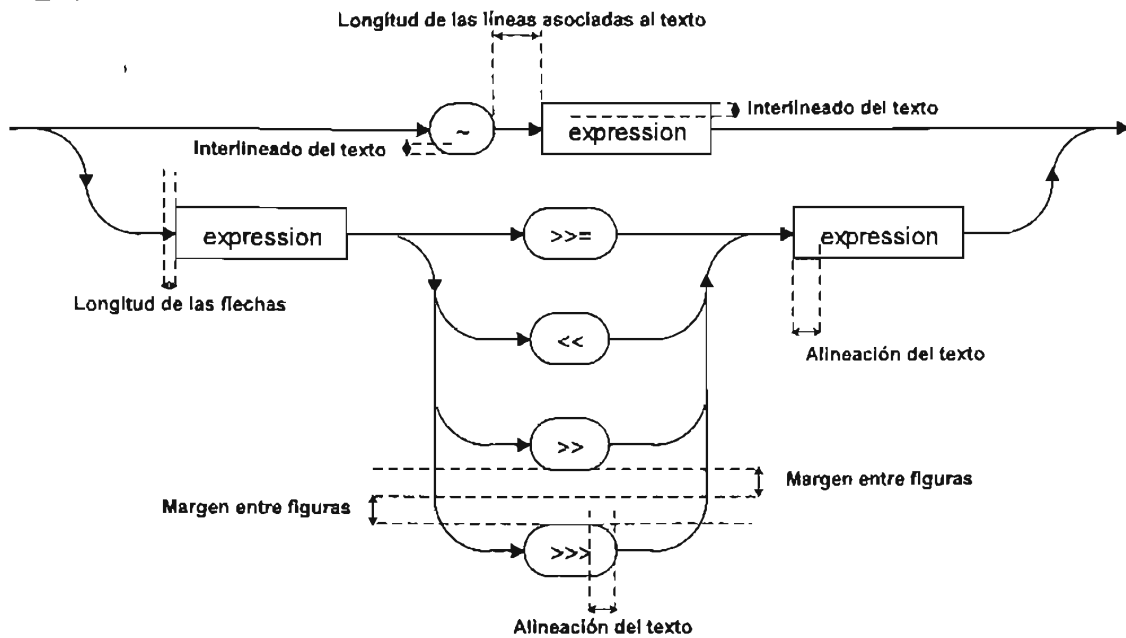 Longitud de las líneas asociadas al texto
~
expression
Interlineado del texto
Interlineado del texto
expression
>>=
expression
Longitud de las flechas
<<
Alineación del texto
>>
Margen entre figuras
Margen entre figuras
>>>
Alineación del texto